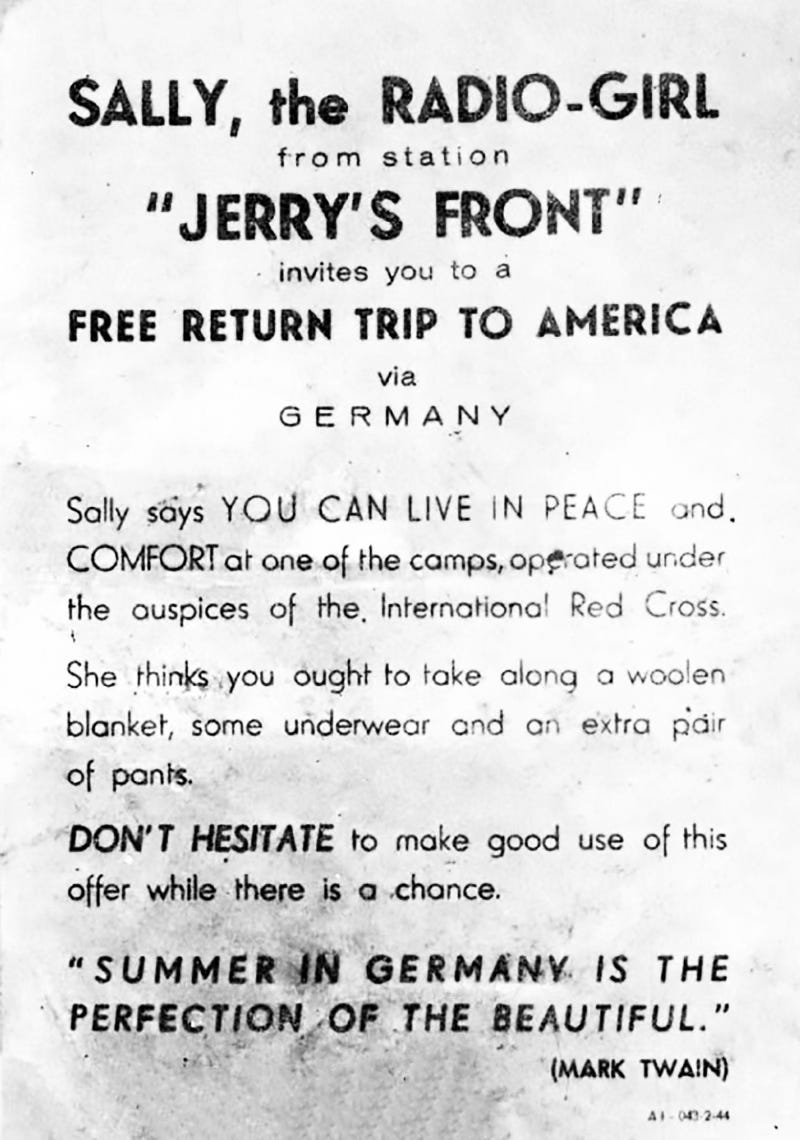 SALLY, the RADIO-GIRL
from station
"JERRY'S FRONT"
invites you to a
FREE RETURN TRIP TO AMERICA
via
GERMANY
Sally says YOU CAN LIVE IN PEACE and
COMFORT at one of the camps, operated under
the auspices of the International Red Cross.
She thinks you ought to take along a woolen
blanket, some underwear and an extra pair
of pants.
DON'T HESITATE to make good use of this
offer while there is a chance.
"SUMMER IN GERMANY IS THE
PERFECTION OF THE BEAUTIFUL."
(MARK TWAIN)
AI - 043-2-44